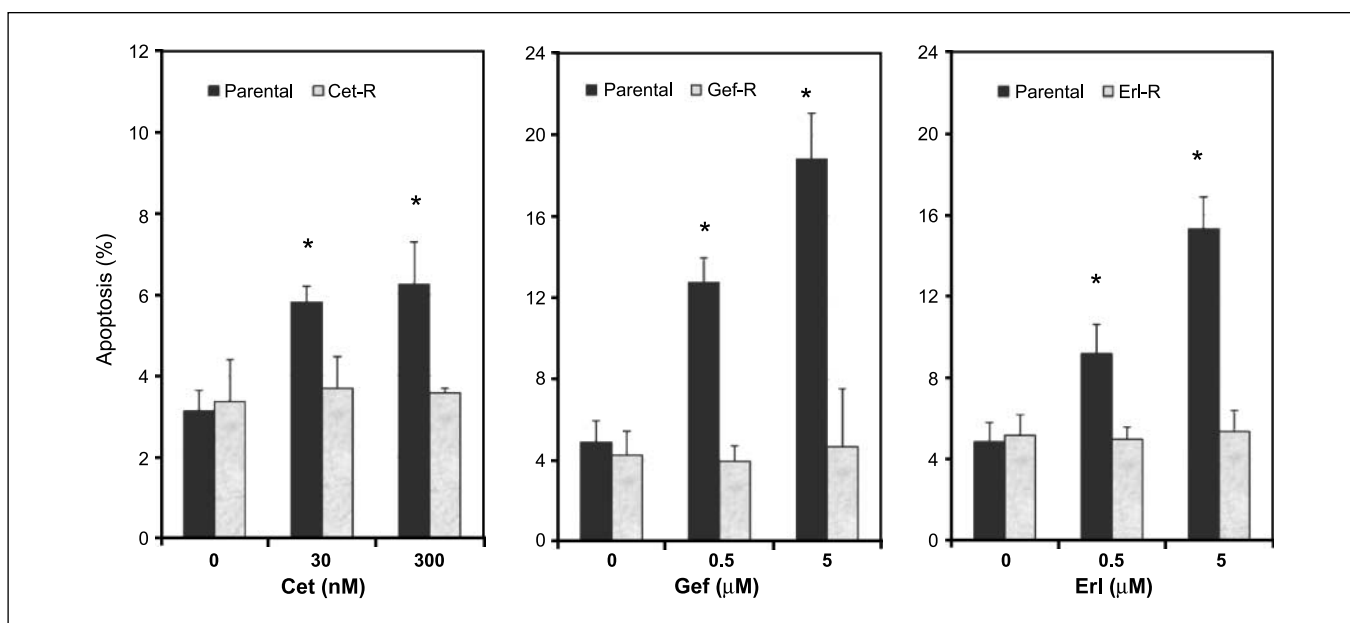 Apoptosis (%)
12
10
8
6
4
2
0
Parental Cet-R
*
*
0 30 300
Cet (nM)
24
20
16
12
8
4
0
Parental Gef-R
*
*
0 0.5 5
Gef (μM)
24
20
16
12
8
4
0
Parental Erl-R
*
*
0 0.5 5
Erl (μM)